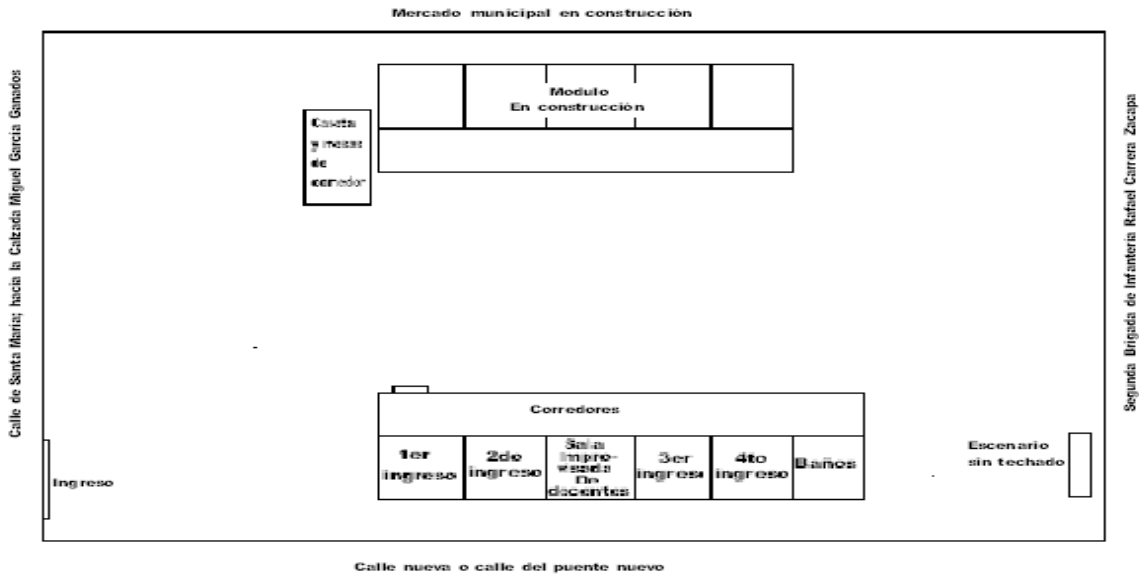 Mercado municipal en construcción
Calle de Santa María; hacia la Calzada Miguel García Ganados
Modulo
En construcción
Caseta
y mesas
de
comedor
Segunda Brigada de Infantería Rafael Carrera Zacapa
Corredores
1er
ingreso
2do
ingreso
Sala
Impro-
visada
De
docentes
3er
ingreso
4to
ingreso
Baños
Escenario
sin techado
Ingreso
Calle nueva o calle del puente nuevo